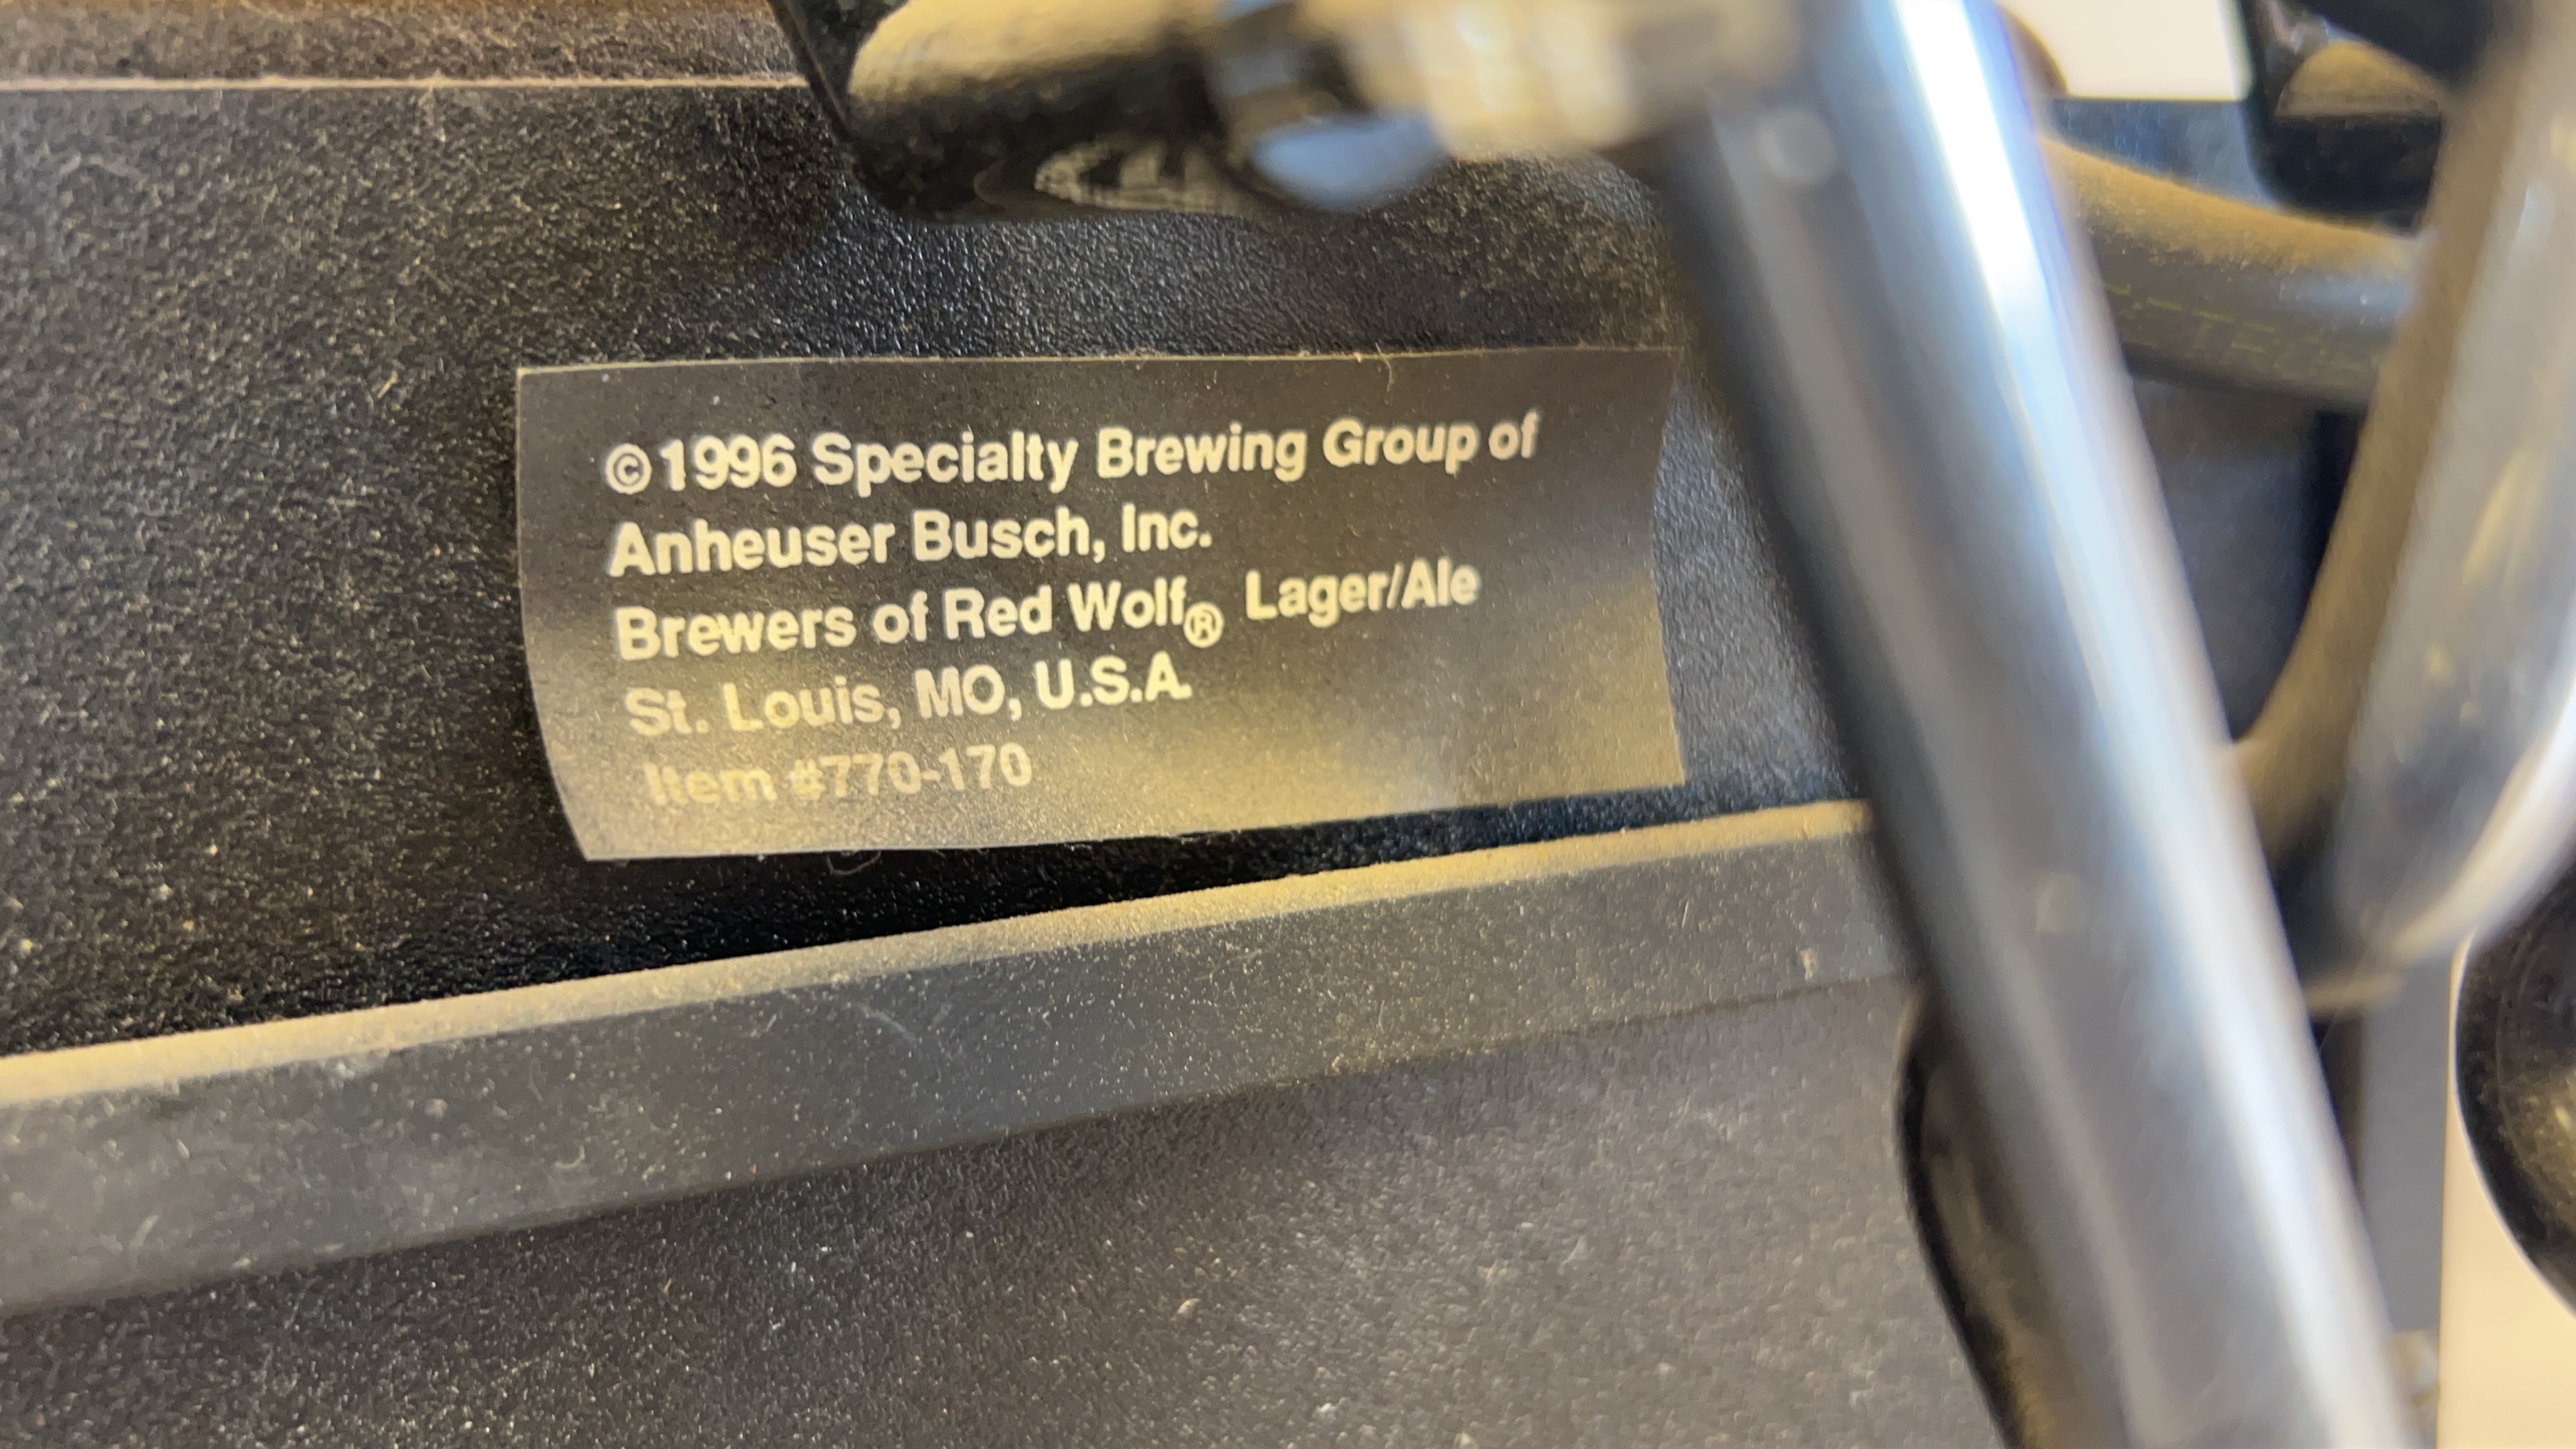 ©1996 Specialty Brewing Group of
Anheuser Busch, Inc.
Brewers of Red Wolf® Lager/Ale
St. Louis, MO, U.S.A.
Item #770-170